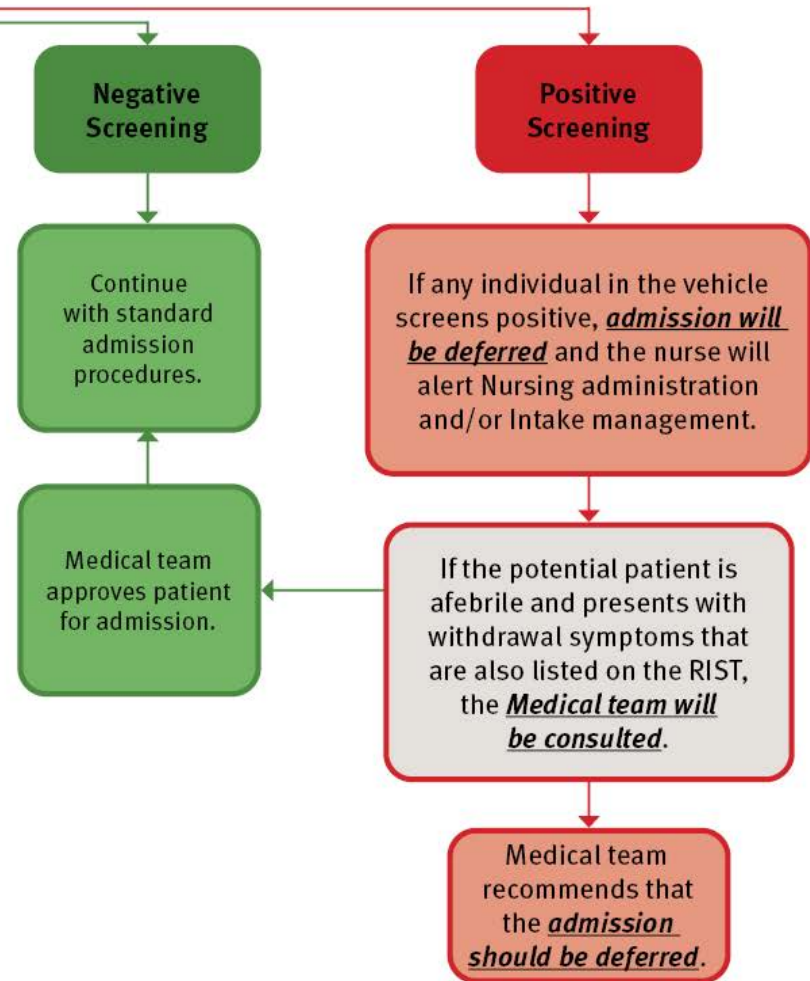 Negative
Screening
Positive
Screening
Continue
with standard
admission
procedures.
If any individual in the vehicle
screens positive, admission will
be deferred and the nurse will
alert Nursing administration
and/or Intake management.
Medical team
approves patient
for admission.
If the potential patient is
afebrile and presents with
withdrawal symptoms that
are also listed on the RIST,
the Medical team will
be consulted.
Medical team
recommends that
the admission
should be deferred.